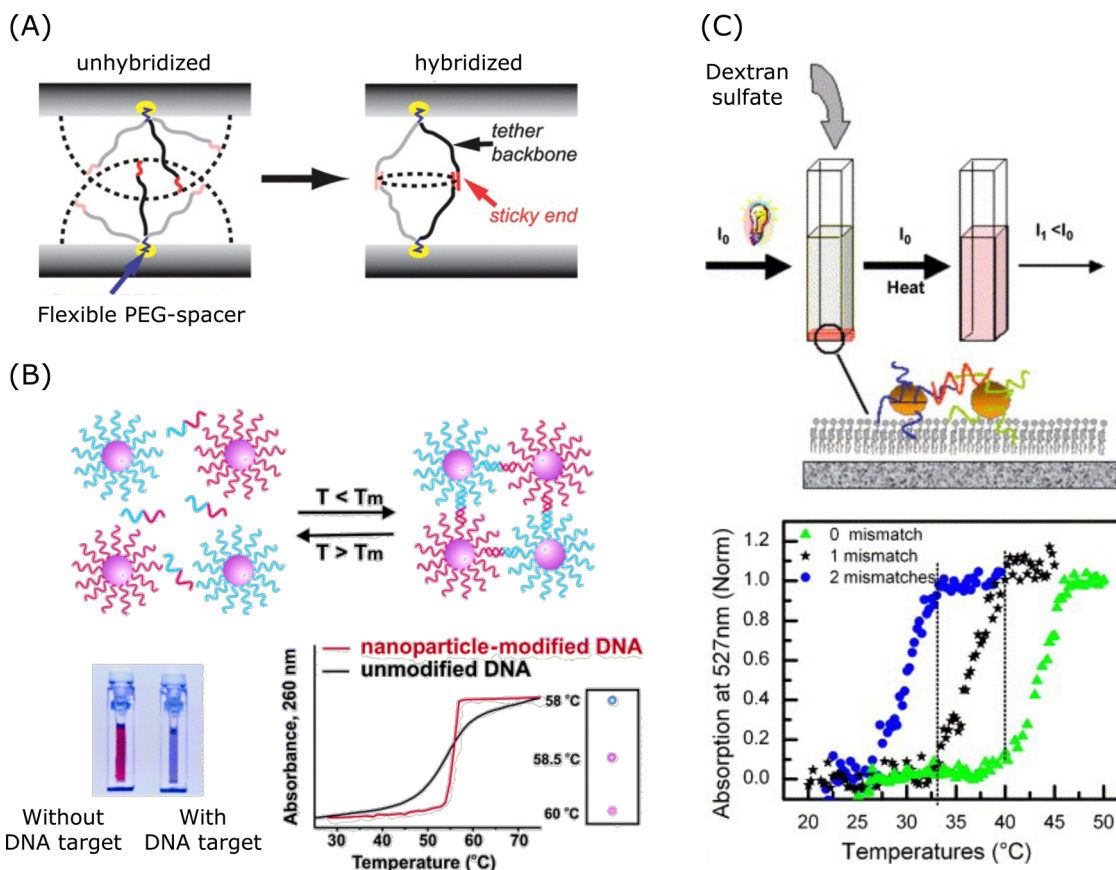 (A)
unhybridized
hybridized
tether
backbone
sticky end
Flexible PEG-spacer
(B)
T < Tm
T > Tm
Without
DNA target
With
DNA target
nanoparticle-modified DNA
unmodified DNA
Absorbance, 260 nm
30 40 50 60 70
Temperature (°C)
58 °C
58.5 °C
60 °C
(C)
Dextran
sulfate
I0
I0
Heat
I1 <I0
0 mismatch
1 mismatch
2 mismatches
Absorption at 527nm (Norm)
1.0
0.8
0.6
0.4
0.2
0.0
20 25 30 35 40 45 50
Temperatures (°C)